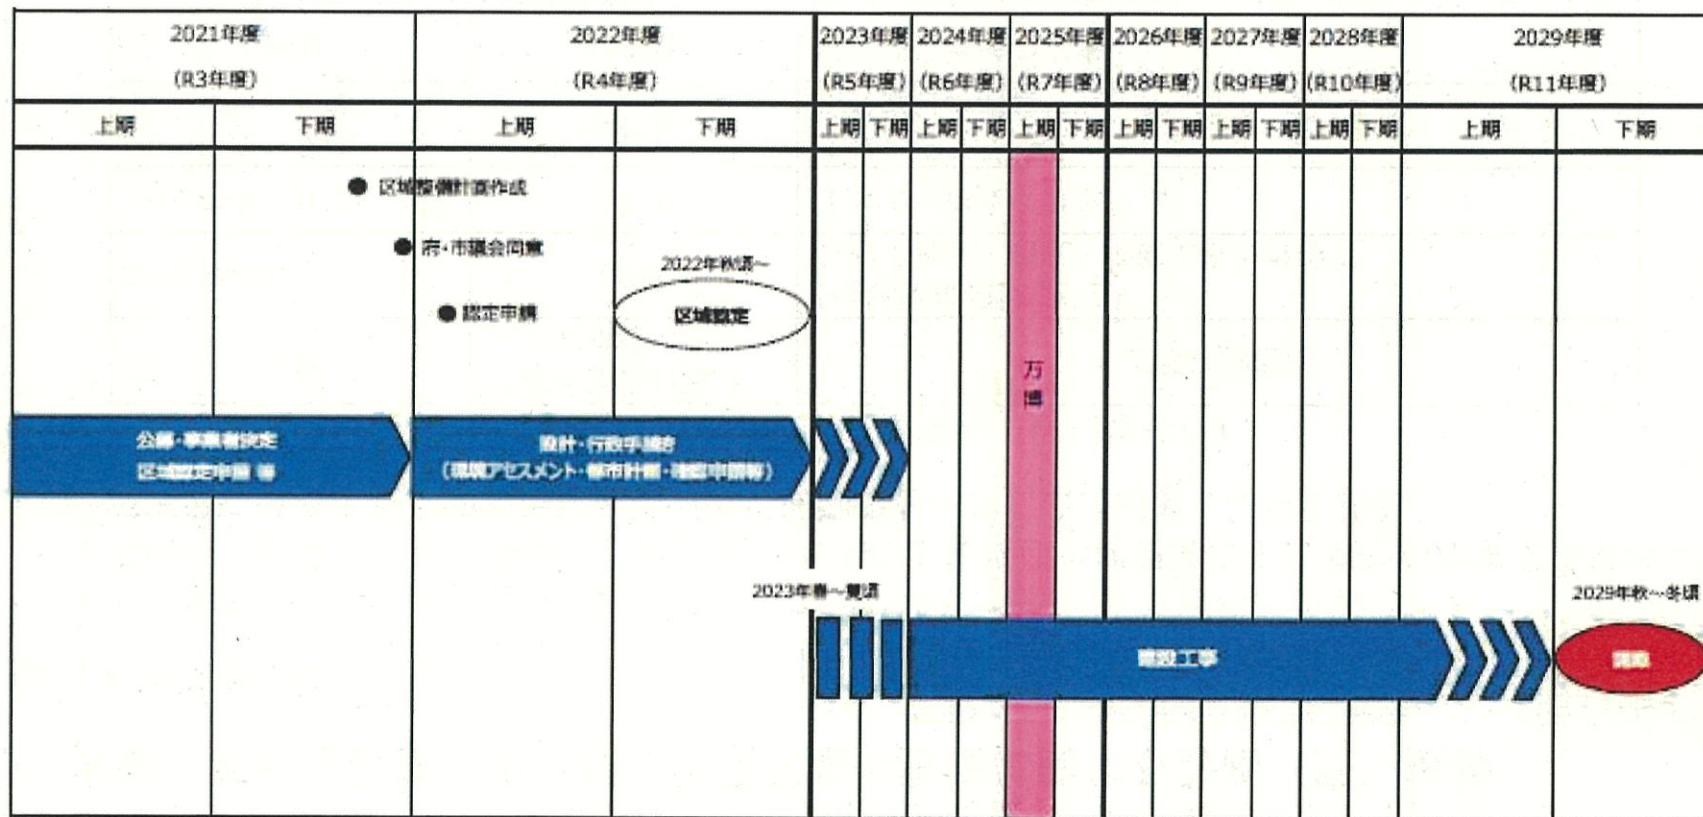 2021年度
(R3年度)
2022年度
(R4年度)
2023年度
(R5年度)
2024年度
(R6年度)
2025年度
(R7年度)
2026年度
(R8年度)
2027年度
(R9年度)
2028年度
(R10年度)
2029年度
(R11年度)
上期 下期 上期 下期 上期 下期 上期 下期 上期 下期 上期 下期 上期 下期 上期 下期 上期 下期
● 区域整備計画作成
● 府・市議会同意
2022年秋頃～
● 認定申請
区域認定
万博
公募・事業者決定
区域認定申請 等
設計・行政手続き
(環境アセスメント・都市計画・確認申請等)
2023年春～夏頃
2029年秋～冬頃
建設工事
開業